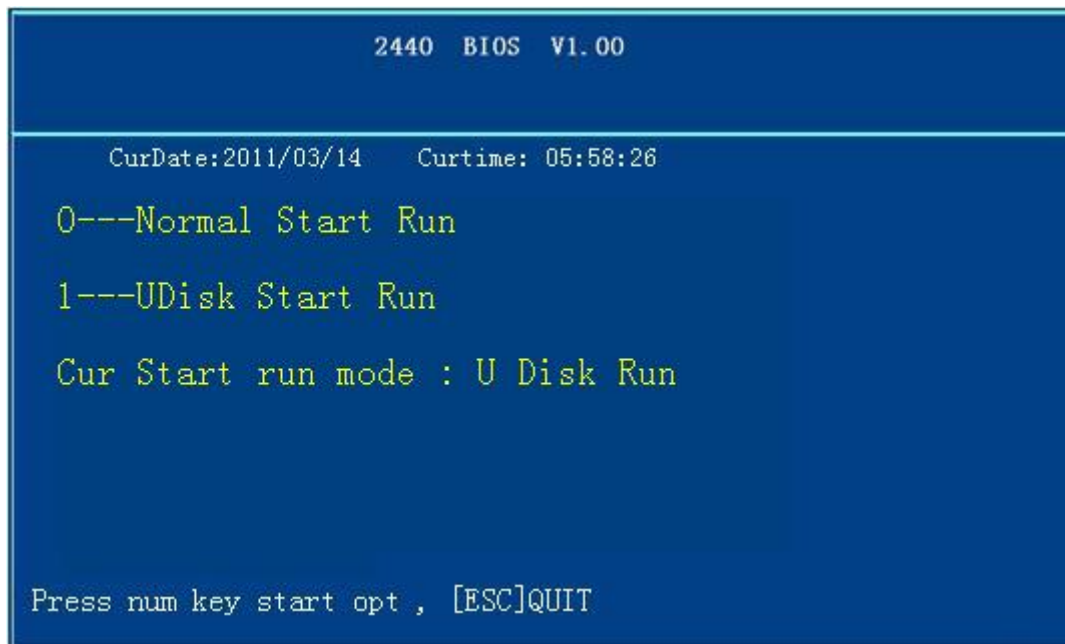 2440 BIOS V1.00
CurDate:2011/03/14 Curtime: 05:58:26
0---Normal Start Run
1---UDisk Start Run
Cur Start run mode : U Disk Run
Press num key start opt , [ESC]QUIT